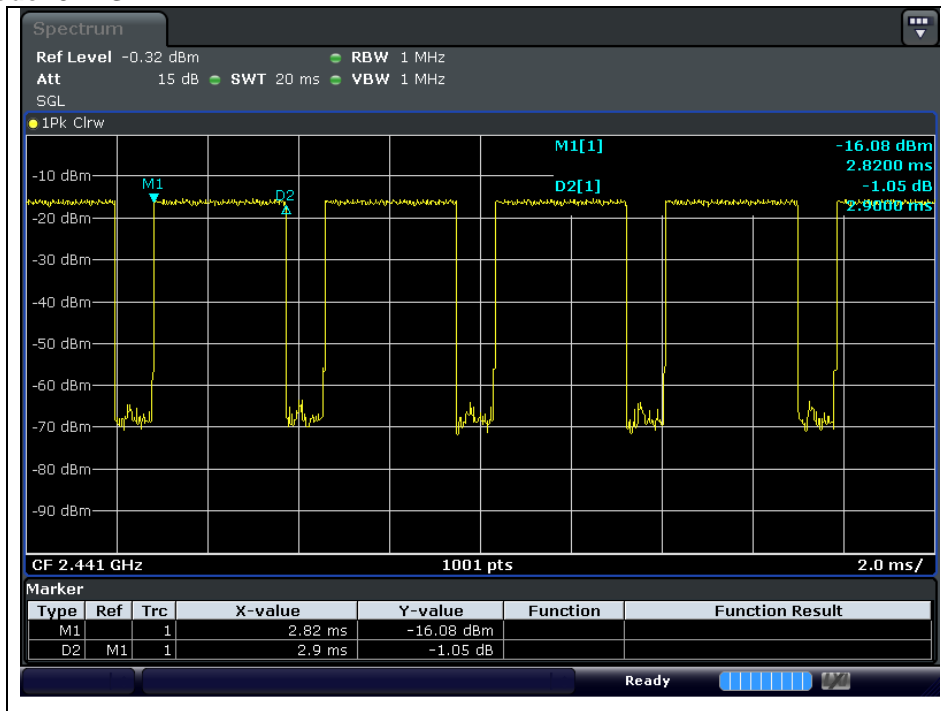 Spectrum
Ref Level -0.32 dBm RBW 1 MHz
Att 15 dB SWT 20 ms VBW 1 MHz
SGL
1Pk Clrw
M1[1] -16.08 dBm
2.8200 ms
D2[1] -1.05 dB
2.9000 ms
M1
D2
-10 dBm
-20 dBm
-30 dBm
-40 dBm
-50 dBm
-60 dBm
-70 dBm
-80 dBm
-90 dBm
CF 2.441 GHz 1001 pts 2.0 ms/
Marker
Type Ref Trc X-value Y-value Function Function Result
M1 1 2.82 ms -16.08 dBm
D2 M1 1 2.9 ms -1.05 dB
Ready